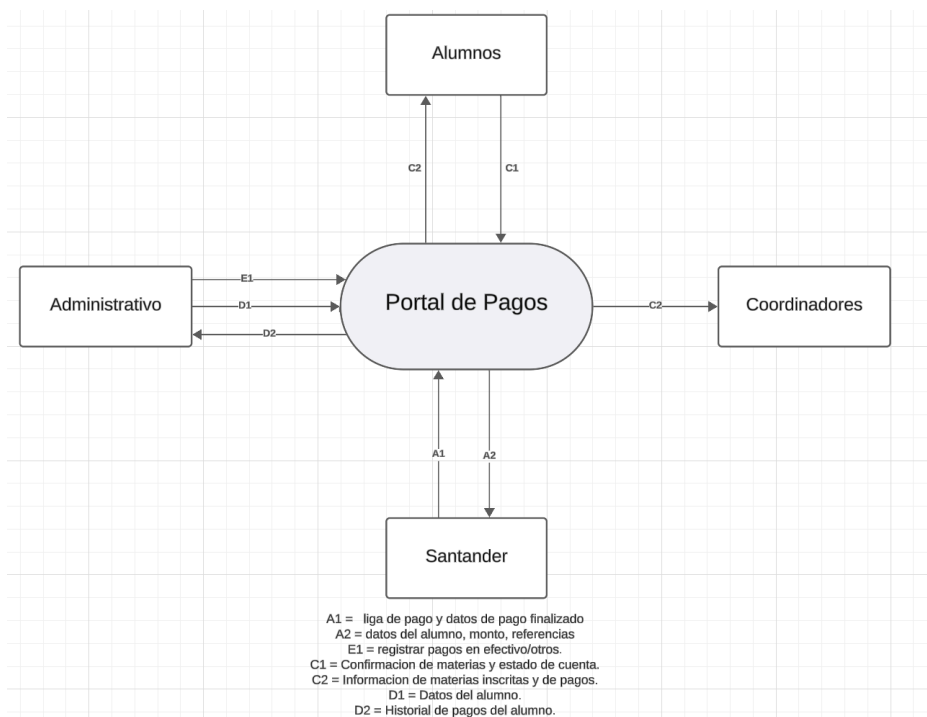 Alumnos
C2
C1
E1
Administrativo
D1
Portal de Pagos
C2
Coordinadores
D2
A1
A2
Santander
A1 = liga de pago y datos de pago finalizado
A2 = datos del alumno, monto, referencias
E1 = registrar pagos en efectivo/otros.
C1 = Confirmacion de materias y estado de cuenta.
C2 = Informacion de materias inscritas y de pagos.
D1 = Datos del alumno.
D2 = Historial de pagos del alumno.